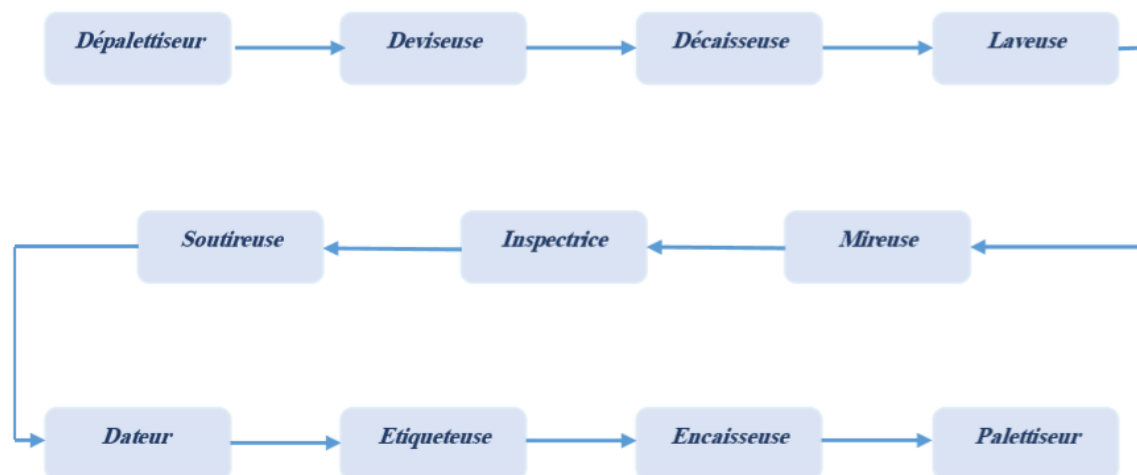 Dépalettiseur
Deviseuse
Décaisseuse
Laveuse
Mireuse
Inspectrice
Soutireuse
Dateur
Etiqueteuse
Encaisseuse
Palettiseur